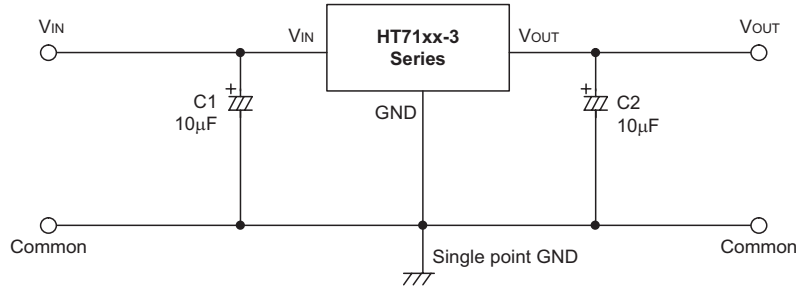 VIN
VIN
HT71xx-3
Series
VOUT
VOUT
+
C1
10μF
GND
+
C2
10μF
Common
Single point GND
Common